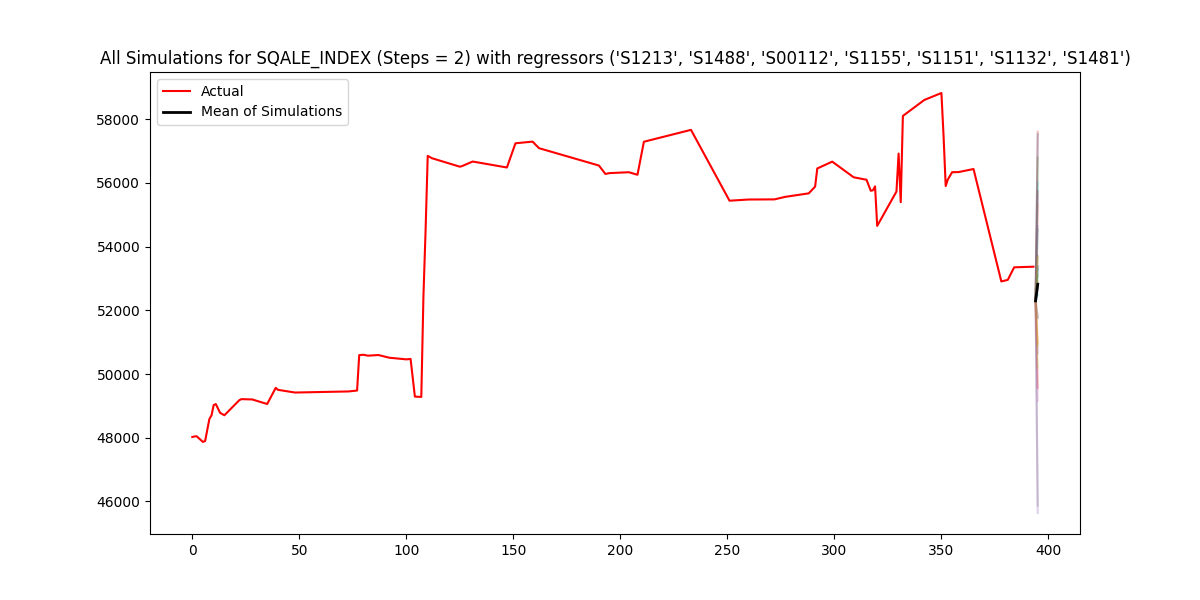 All Simulations for SQALE_INDEX (Steps = 2) with regressors ('S1213', 'S1488', 'S00112', 'S1155', 'S1151', 'S1132', 'S1481')
Actual
Mean of Simulations
58000
56000
54000
52000
50000
48000
46000
0 50 100 150 200 250 300 350 400